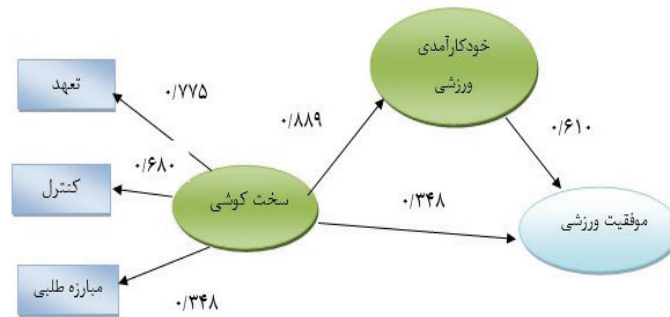 خودکارآمدی
ورزشی
تعهد
۰/۷۷۵
۰/۸۸۹
۰/۶۱۰
کنترل
۰/۶۸۰
سخت کوشی
۰/۳۴۸
موفقیت ورزشی
مبارزه طلبی
۰/۳۴۸